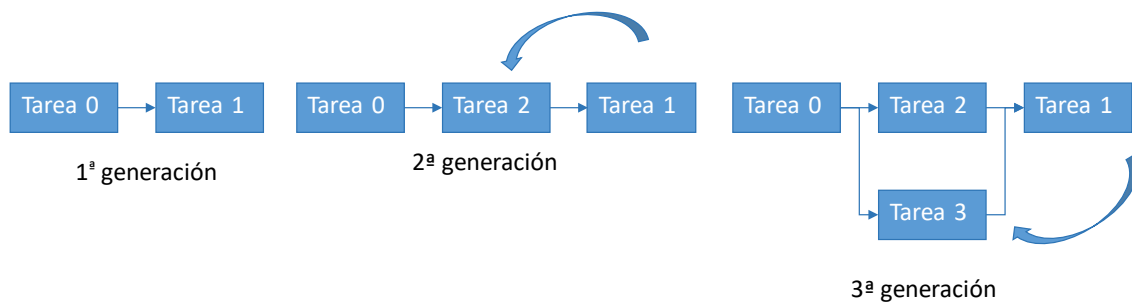 Tarea 0
Tarea 1
1ª generación
Tarea 0
Tarea 2
Tarea 1
2ª generación
Tarea 0
Tarea 2
Tarea 1
Tarea 3
3ª generación